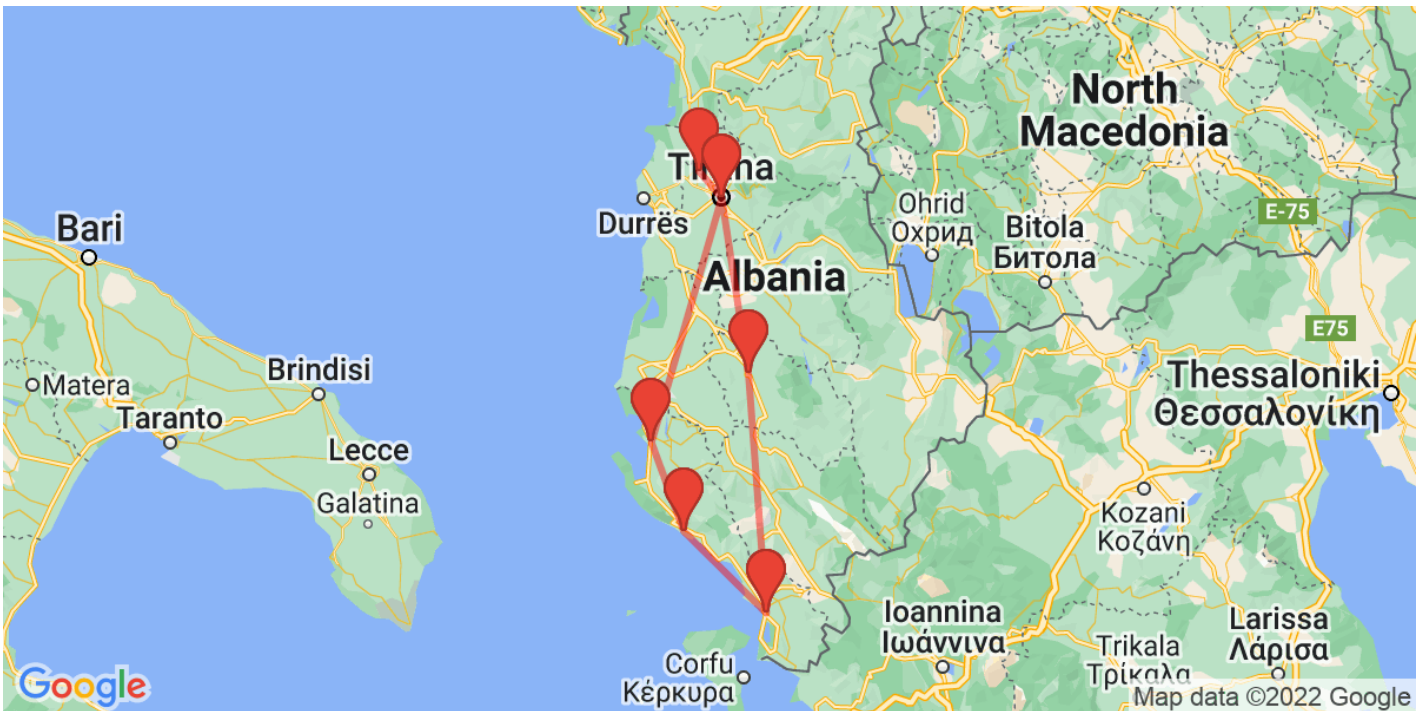 North
Macedonia
Durrës
Bari
Ohrid
Охрид
E-75
Bitola
Битола
Albania
E75
Brindisi
Matera
Taranto
Thessaloniki
Θεσσαλονίκη
Lecce
Galatina
Kozani
Κοζάνη
Ioannina
Ιωάννινα
Larissa
Λάρισα
Trikala
Τρίκαλα
Corfu
Κέρκυρα
Google
Map data ©2022 Google